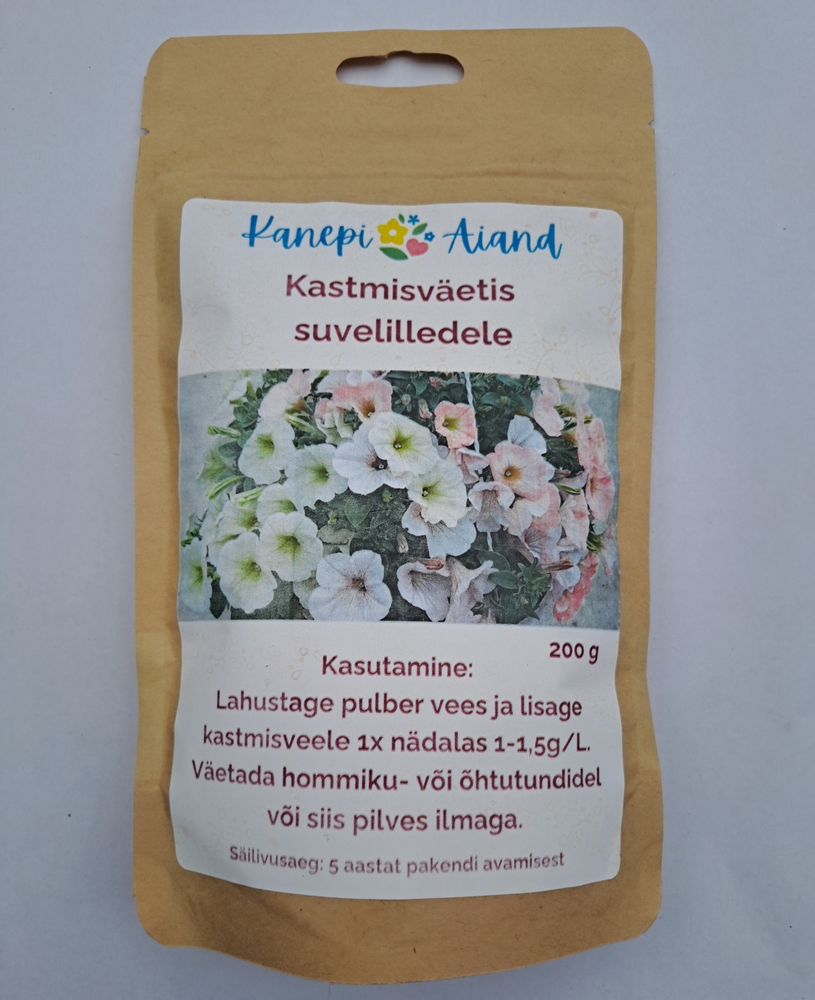 Kanepi Aiand
Kastmisväetis
suvelilledele
200 g
Kasutamine:
Lahustage pulber vees ja lisage
kastmisveele 1x nädalas 1-1,5g/L.
Väetada hommiku- või õhtutundidel
või siis pilves ilmaga.
Säilivusaeg: 5 aastat pakendi avamisest